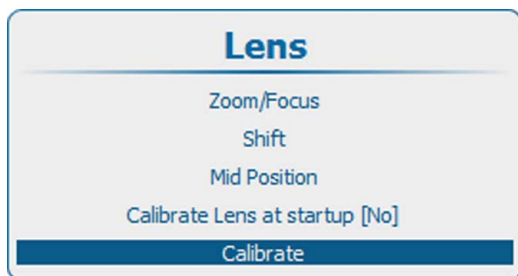 Lens
Zoom/Focus
Shift
Mid Position
Calibrate Lens at startup [No]
Calibrate